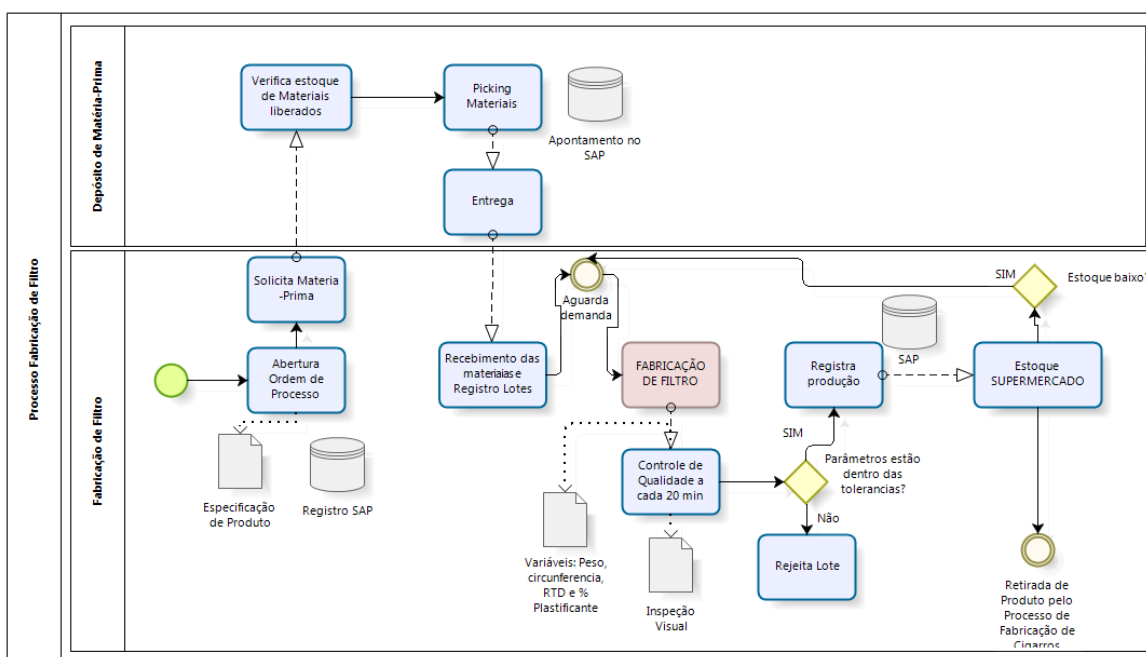 Processo Fabricação de Filtro
Depósito de Matéria-Prima
Verifica estoque
de Materiais
liberados
Picking
Materiais
Apontamento no
SAP
Entrega
Fabricação de Filtro
Solicita Materia
-Prima
Abertura
Ordem de
Processo
Especificação
de Produto
Registro SAP
Recebimento das
materiaias e
Registro Lotes
Aguarda
demanda
FABRICAÇÃO
DE FILTRO
Variáveis: Peso,
circunferencia,
RTD e %
Plastificante
Controle de
Qualidade a
cada 20 min
Inspeção
Visual
SIM
Parâmetros estão
dentro das
tolerancias?
Não
Rejeita Lote
Registra
produção
SAP
Estoque
SUPERMERCADO
SIM
Estoque baixo?
Retirada de
Produto pelo
Processo de
Fabricação de
Cigarros